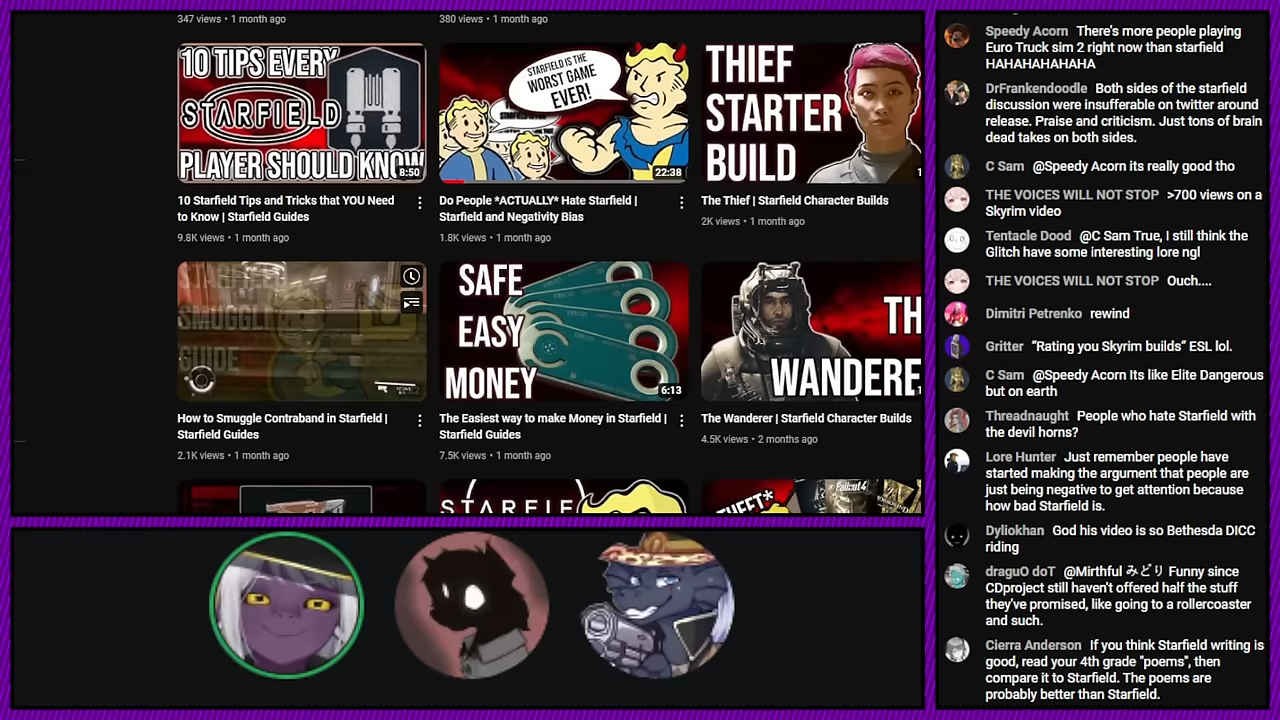 347 views • 1 month ago
380 views • 1 month ago
10 TIPS EVERY
STARFIELD
PLAYER SHOULD KNOW
8:50
STARFIELD IS THE
WORST GAME
EVER!
22:38
THIEF
STARTER
BUILD
1
10 Starfield Tips and Tricks that YOU Need
to Know | Starfield Guides
9.8K views • 1 month ago
Do People *ACTUALLY* Hate Starfield |
Starfield and Negativity Bias
1.8K views • 1 month ago
The Thief | Starfield Character Builds
2K views • 1 month ago
STARFIELD
SMUGGLI
GUIDE
SAFE
EASY
MONEY
6:13
TH
WANDERE
How to Smuggle Contraband in Starfield |
Starfield Guides
2.1K views • 1 month ago
The Easiest way to make Money in Starfield |
Starfield Guides
7.5K views • 1 month ago
The Wanderer | Starfield Character Builds
4.5K views • 2 months ago
STARFIE
THEFT*
Fallout 4
Speedy Acorn There's more people playing
Euro Truck sim 2 right now than starfield
HAHAHAHAHAHA
DrFrankendoodle Both sides of the starfield
discussion were insufferable on twitter around
release. Praise and criticism. Just tons of brain
dead takes on both sides.
C Sam @Speedy Acorn its really good tho
THE VOICES WILL NOT STOP >700 views on a
Skyrim video
Tentacle Dood @C Sam True, I still think the
Glitch have some interesting lore ngl
THE VOICES WILL NOT STOP Ouch....
Dimitri Petrenko rewind
Gritter “Rating you Skyrim builds” ESL lol.
C Sam @Speedy Acorn Its like Elite Dangerous
but on earth
Threadnaught People who hate Starfield with
the devil horns?
Lore Hunter Just remember people have
started making the argument that people are
just being negative to get attention because
how bad Starfield is.
Dyliokhan God his video is so Bethesda DICC
riding
draguO doT @Mirthful みどり Funny since
CDproject still haven't offered half the stuff
they've promised, like going to a rollercoaster
and such.
Cierra Anderson If you think Starfield writing is
good, read your 4th grade "poems", then
compare it to Starfield. The poems are
probably better than Starfield.